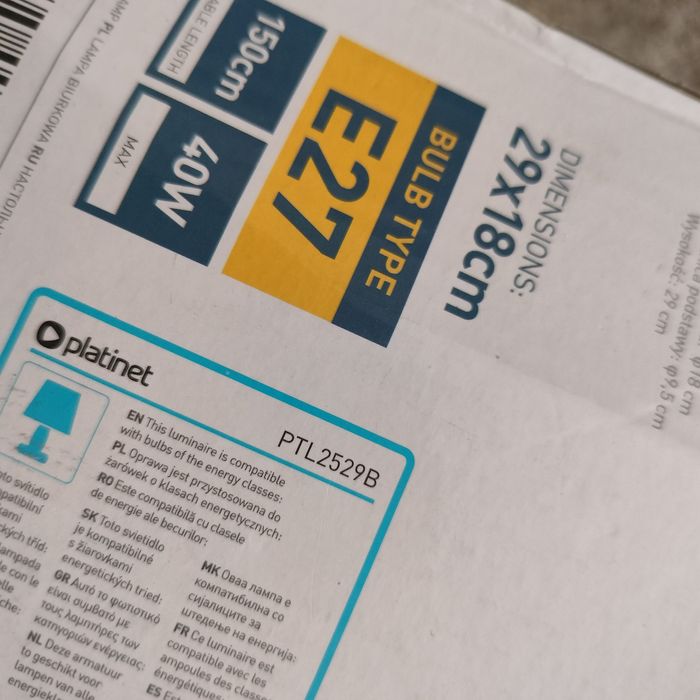 ABLE LENGTH
150cm
MAX
40W
BULB TYPE
E27
DIMENSIONS:
29x18cm
PL LAMPA BIURKOWA RU
podstawy: φ9,5 cm
Wysokość: 29 cm
φ18 cm
platinet
PTL2529B
EN This luminaire is compatible
with bulbs of the energy classes:
PL Oprawa jest przystosowana do
żarówek o klasach energetycznych:
RO Este compatibilă cu clasele
de energie ale becurilor:
SK Toto svietidlo
je kompatibilné
s žiarovkami
energetických tried:
GR Αυτό το φωτιστικό
είναι συμβατό με
τους λαμπτήρες των
κατηγοριών ενέργειας:
NL Deze armatuur
is geschikt voor
lampen van alle
MK Оваа лампа е
компатибилна со
сијалиците за
штедење на енергија:
FR Ce luminaire est
compatible avec les
ampoules des classes
énergétiques:
ES Est
svítidlo